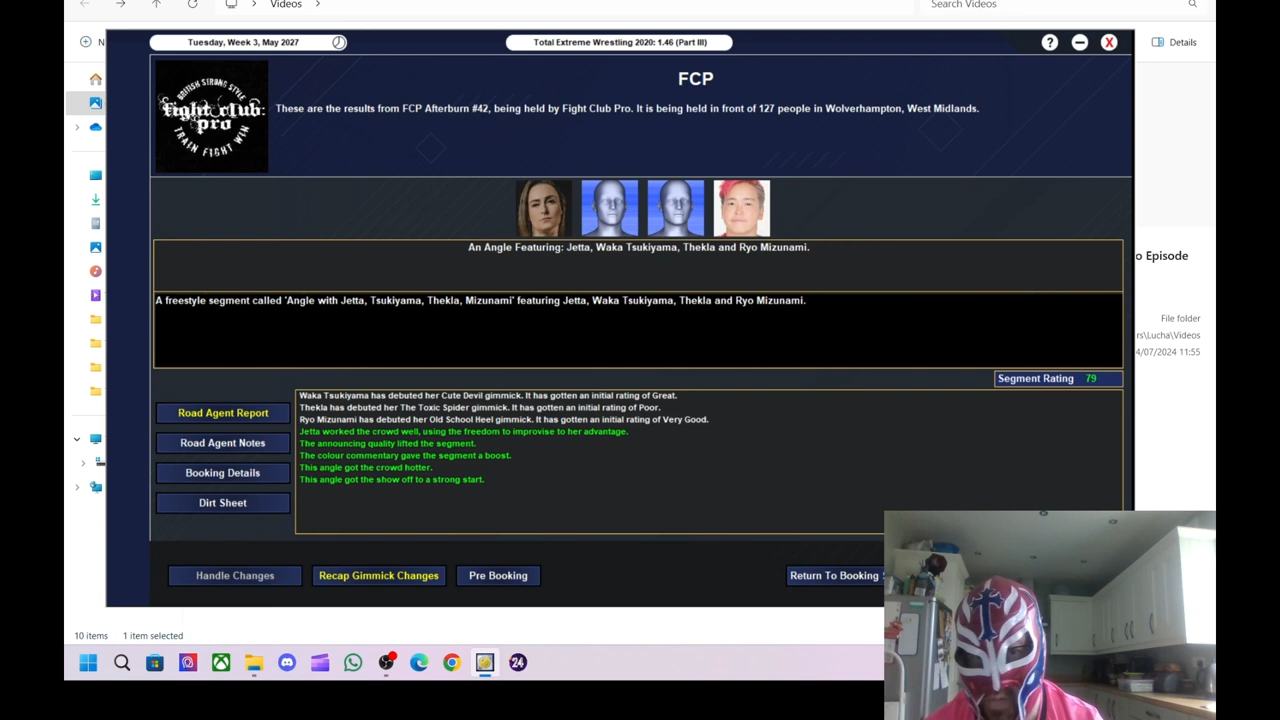 Videos
Search Videos
N
Details
Tuesday, Week 3, May 2027
Total Extreme Wrestling 2020: 1.46 (Part III)
?
X
BRITISH STRONG STYLE
fight club:
pro
TRAIN FIGHT WIN
FCP
These are the results from FCP Afterburn #42, being held by Fight Club Pro. It is being held in front of 127 people in Wolverhampton, West Midlands.
An Angle Featuring: Jetta, Waka Tsukiyama, Thekla and Ryo Mizunami.
o Episode
A freestyle segment called 'Angle with Jetta, Tsukiyama, Thekla, Mizunami' featuring Jetta, Waka Tsukiyama, Thekla and Ryo Mizunami.
File folder
rs\Lucha\Videos
4/07/2024 11:55
Segment Rating 79
Road Agent Report
Road Agent Notes
Booking Details
Dirt Sheet
Waka Tsukiyama has debuted her Cute Devil gimmick. It has gotten an initial rating of Great.
Thekla has debuted her The Toxic Spider gimmick. It has gotten an initial rating of Poor.
Ryo Mizunami has debuted her Old School Heel gimmick. It has gotten an initial rating of Very Good.
Jetta worked the crowd well, using the freedom to improvise to her advantage.
The announcing quality lifted the segment.
The colour commentary gave the segment a boost.
This angle got the crowd hotter.
This angle got the show off to a strong start.
Handle Changes
Recap Gimmick Changes
Pre Booking
Return To Booking
10 items
1 item selected
24